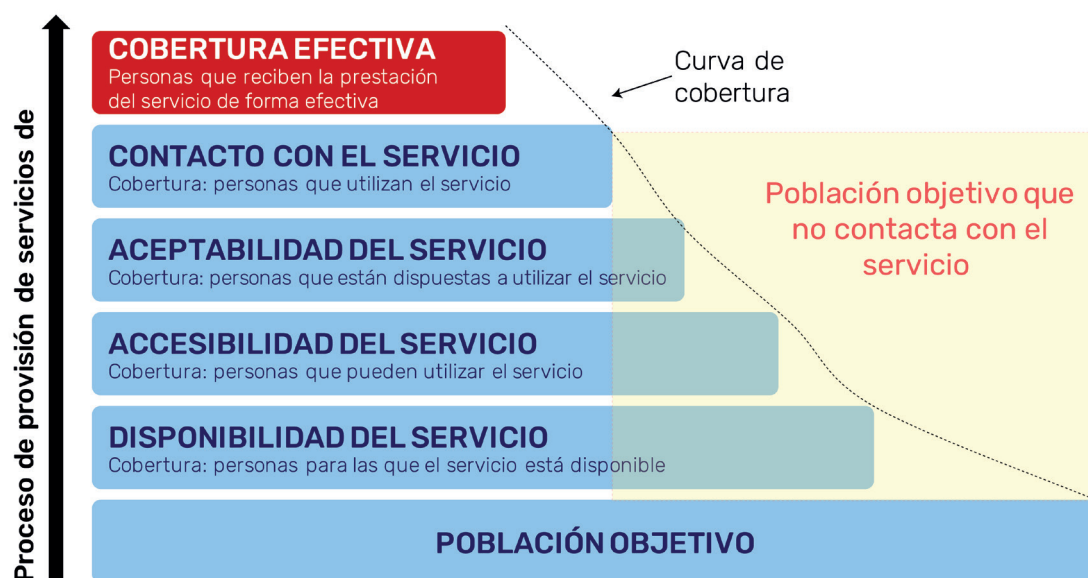 COBERTURA EFECTIVA
Personas que reciben la prestación
del servicio de forma efectiva
Curva de
cobertura
CONTACTO CON EL SERVICIO
Cobertura: personas que utilizan el servicio
Población objetivo que
no contacta con el
servicio
ACEPTABILIDAD DEL SERVICIO
Cobertura: personas que están dispuestas a utilizar el servicio
ACCESIBILIDAD DEL SERVICIO
Cobertura: personas que pueden utilizar el servicio
DISPONIBILIDAD DEL SERVICIO
Cobertura: personas para las que el servicio está disponible
POBLACIÓN OBJETIVO
Proceso de provisión de servicios de